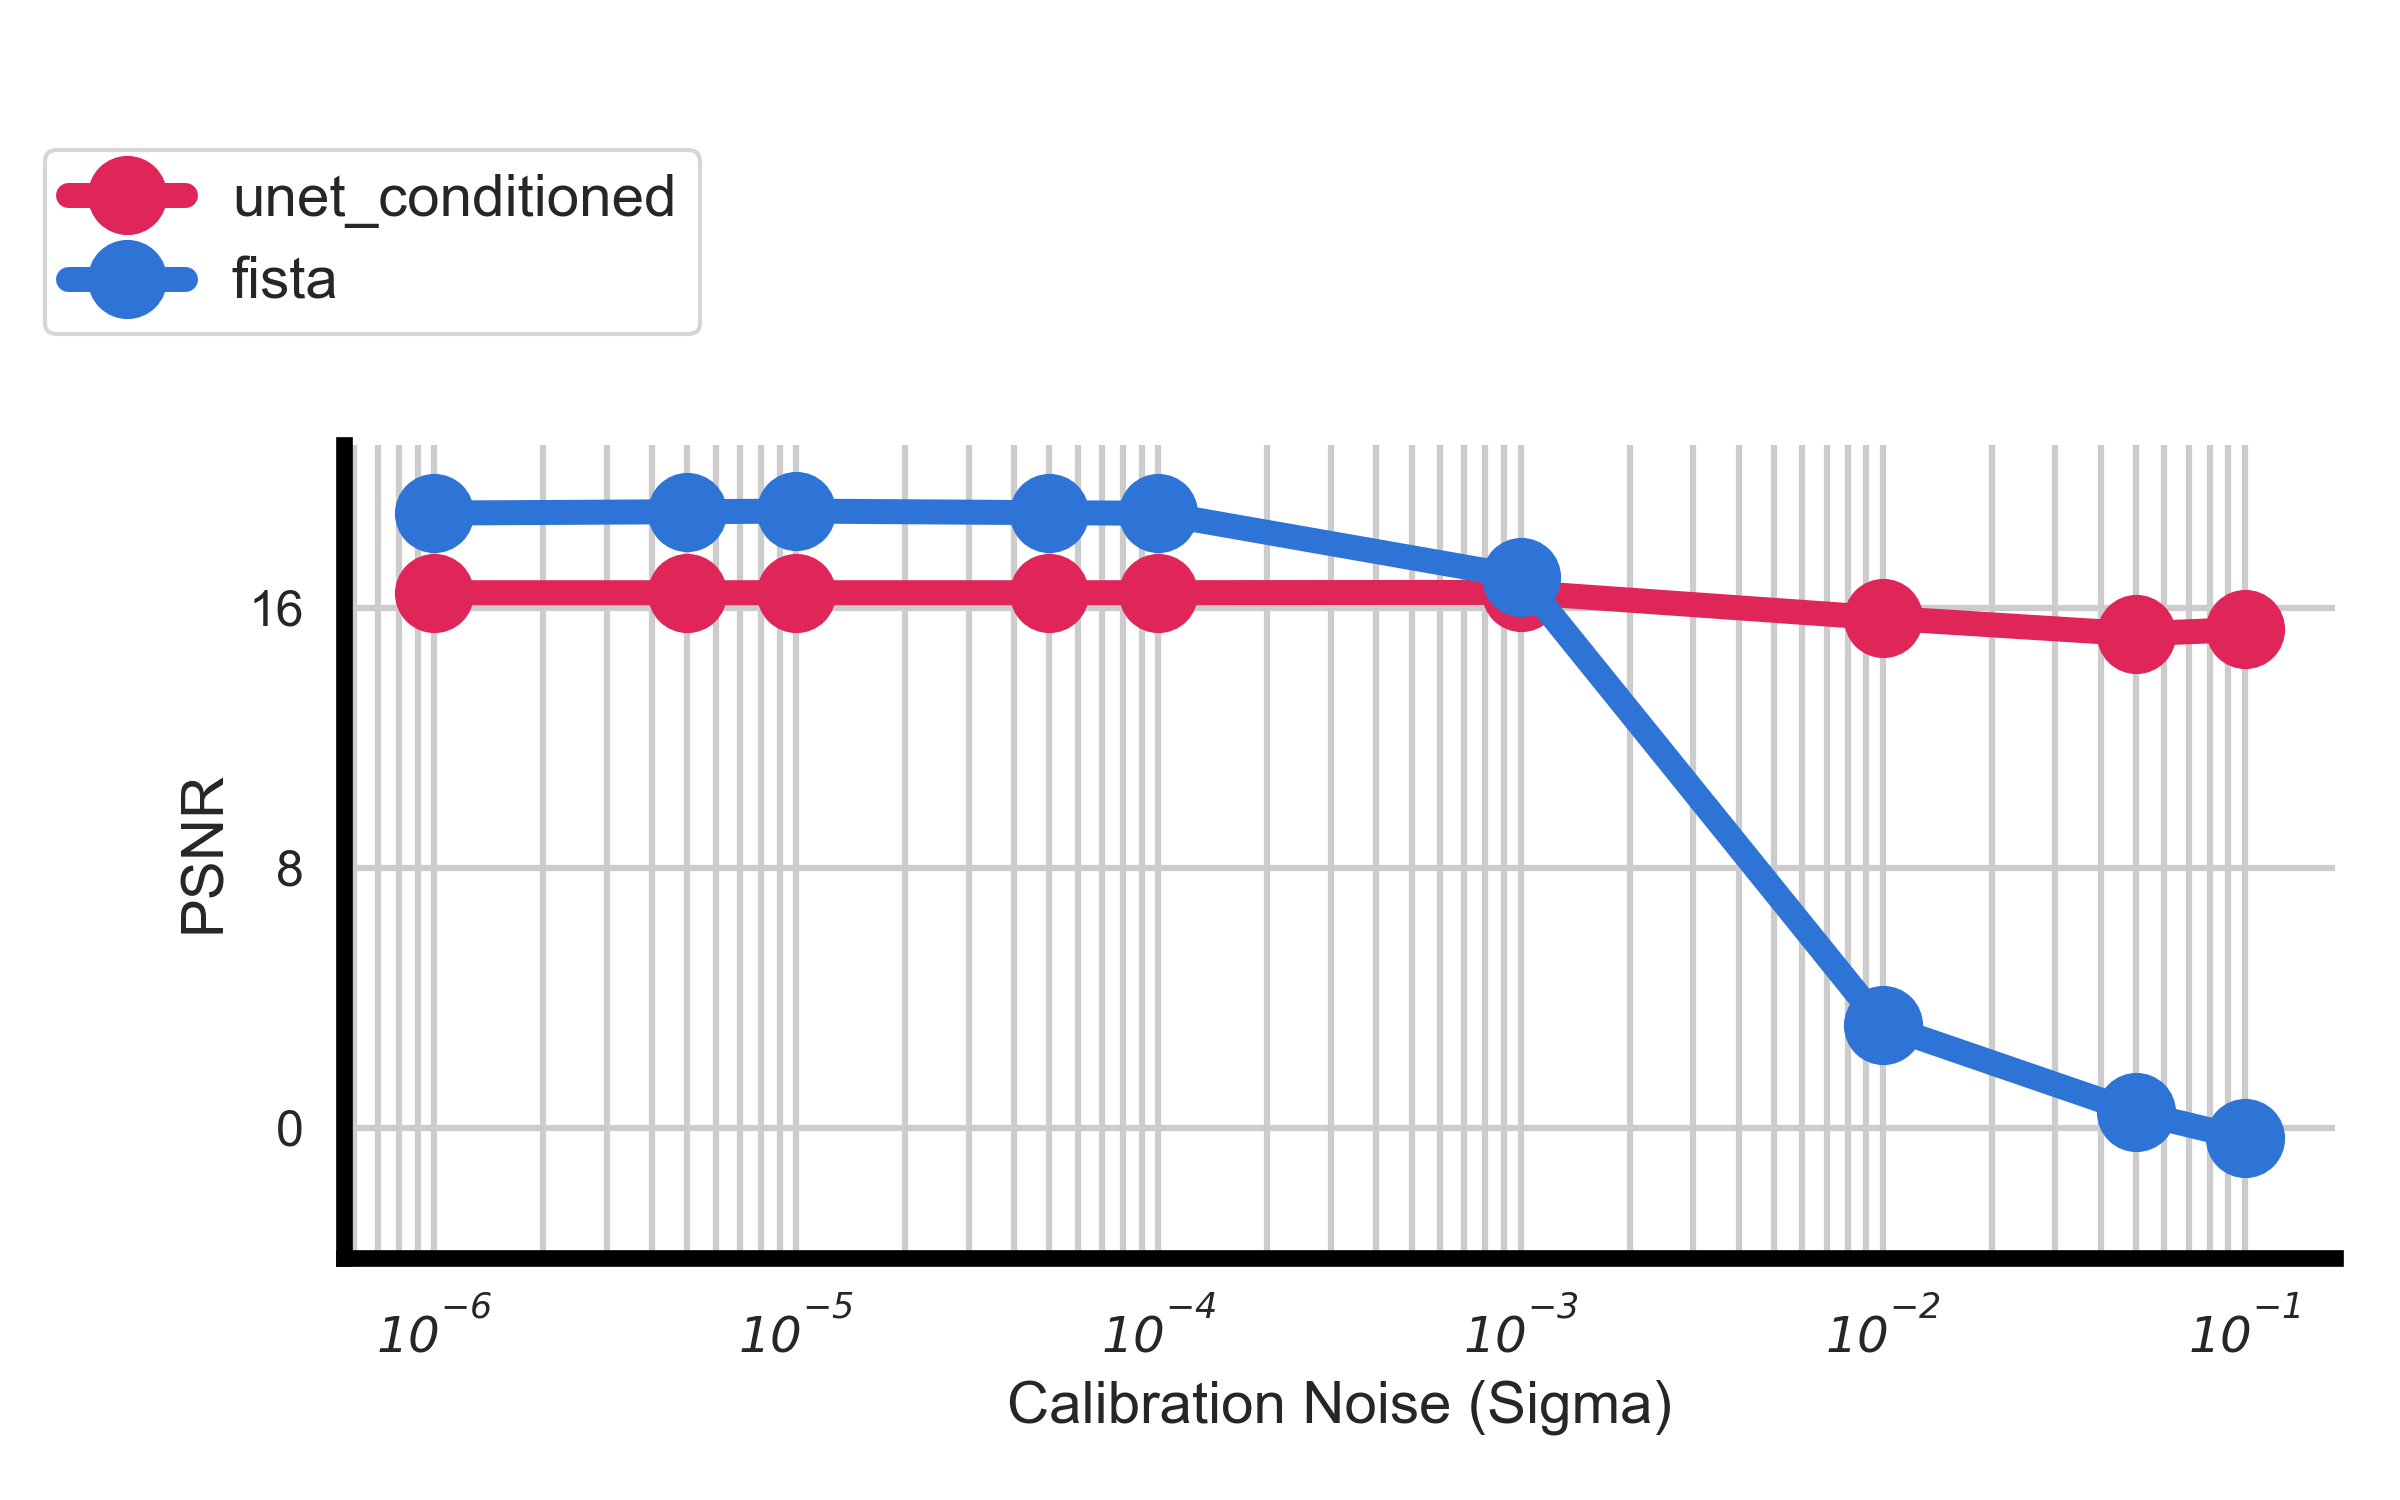 unet_conditioned
fista
16
8
0
PSNR
10⁻⁶ 10⁻⁵ 10⁻⁴ 10⁻³ 10⁻² 10⁻¹
Calibration Noise (Sigma)